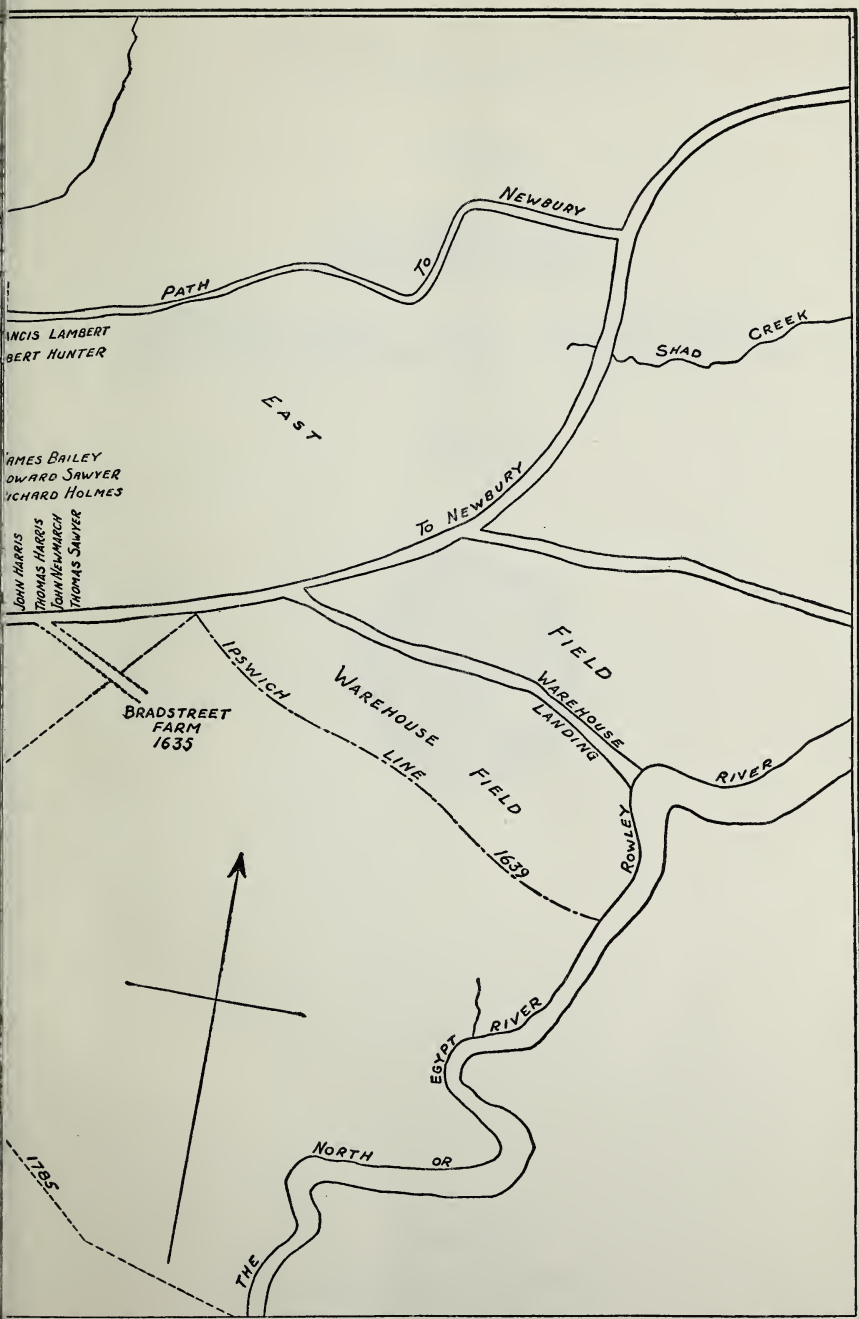 PATH TO NEWBURY
ANCIS LAMBERT
BERT HUNTER
SHAD CREEK
EAST
AMES BAILEY
DWARD SAWYER
ICHARD HOLMES
JOHN HARRIS
THOMAS HARRIS
JOHN NEWMARCH
THOMAS SAWYER
TO NEWBURY
FIELD
IPSWICH LINE 1639
WAREHOUSE FIELD
WAREHOUSE
LANDING
BRADSTREET
FARM
1635
ROWLEY RIVER
THE NORTH OR EGYPT RIVER
1785